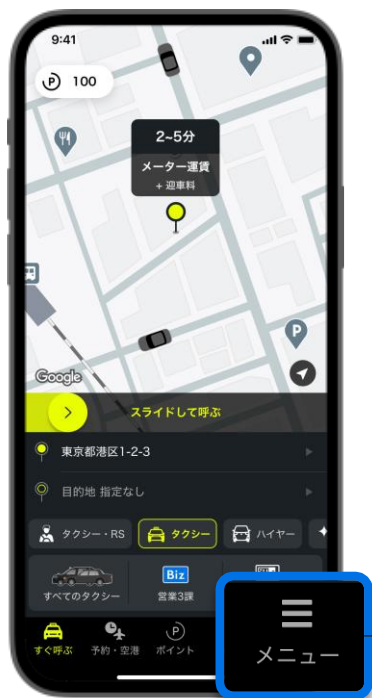 9:41
P 100
2~5分
メーター運賃
+ 迎車料
P
Google
スライドして呼ぶ
東京都港区1-2-3
目的地 指定なし
タクシー・RS タクシー ハイヤー
Biz
すべてのタクシー 営業3課
すぐ呼ぶ 予約・空港 P ポイント
メニュー